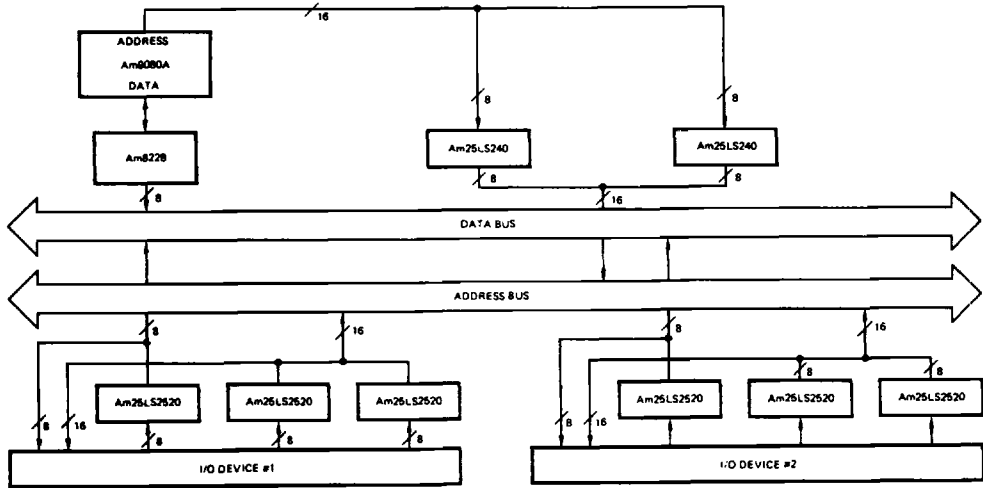 16
ADDRESS
Am9080A
DATA
8
8
Am8228
Am25LS240
Am25LS240
8
8
8
16
DATA BUS
ADDRESS BUS
8
16
8
16
8
8
Am25LS2520
Am25LS2520
Am25LS2520
Am25LS2520
Am25LS2520
Am25LS2520
8
16
8
8
8
8
16
I/O DEVICE #1
I/O DEVICE #2